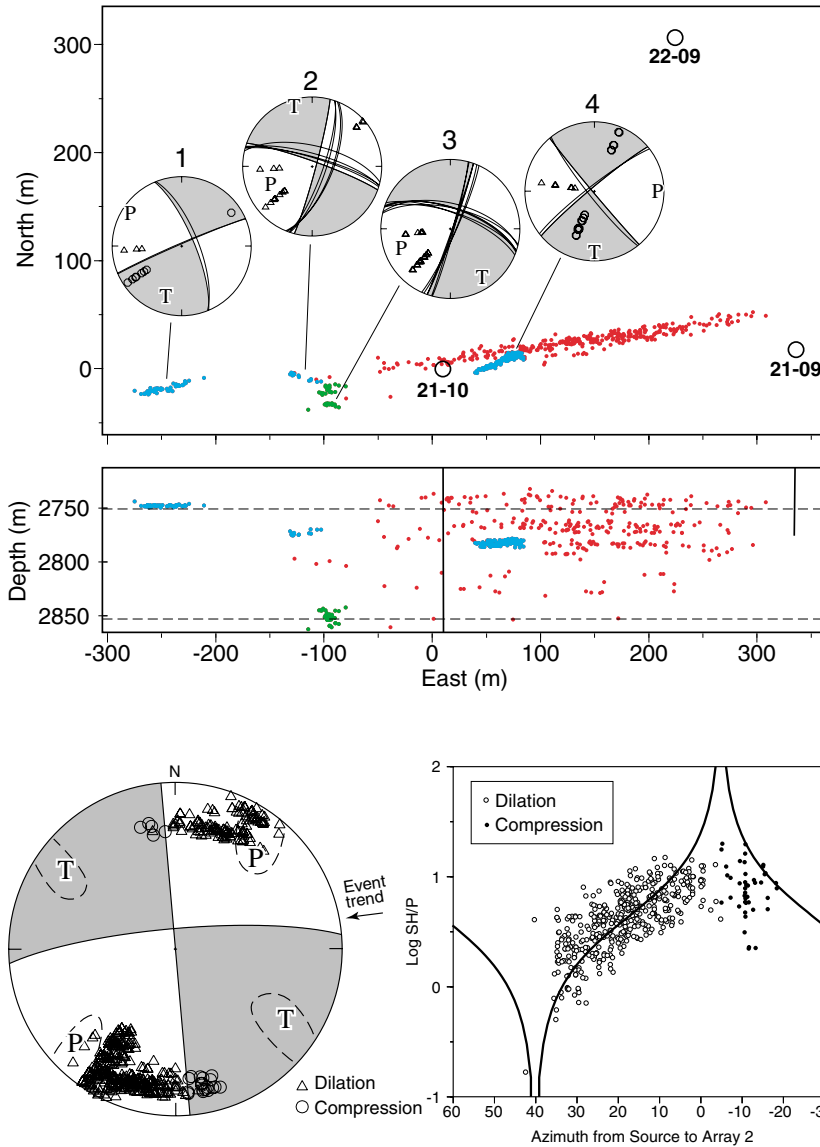 300
200
100
0
North (m)
1
2
3
4
T
P
T
P
T
P
T
P
T
P
22-09
21-10
21-09
2750
2800
2850
Depth (m)
-300
-200
-100
0
100
200
300
East (m)
N
T
P
T
P
Event
trend
△ Dilation
○ Compression
2
1
0
-1
Log SH/P
○ Dilation
● Compression
60
50
40
30
20
10
0
-10
-20
-3
Azimuth from Source to Array 2